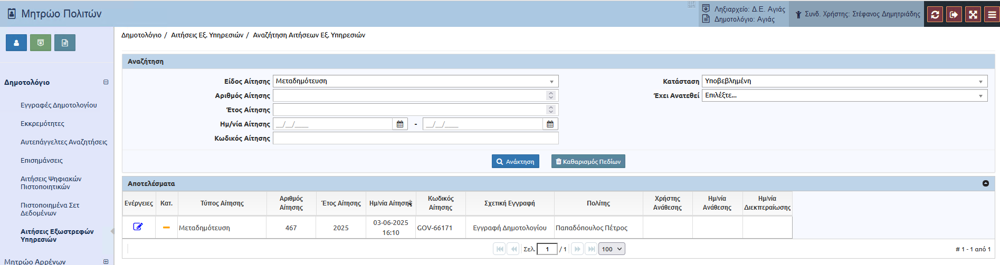 Μητρώο Πολιτών
Ληξιαρχείο: Δ.Ε. Αγιάς
Δημοτολόγιο: Αγιάς
Συνδ. Χρήστης: Στέφανος Δημητριάδης
Δημοτολόγιο / Αιτήσεις Εξ. Υπηρεσιών / Αναζήτηση Αιτήσεων Εξ. Υπηρεσιών
Δημοτολόγιο
Εγγραφές Δημοτολογίου
Εκκρεμότητες
Αυτεπάγγελτες Αναζητήσεις
Επισημάνσεις
Αιτήσεις Ψηφιακών
Πιστοποιητικών
Πιστοποιημένα Σετ
Δεδομένων
Αιτήσεις Εξωστρεφών
Υπηρεσιών
Μητρώο Αρρένων
Αναζήτηση
Είδος Αίτησης Μεταδημότευση
Κατάσταση Υποβεβλημένη
Αριθμός Αίτησης
Έχει Ανατεθεί Επιλέξτε...
Έτος Αίτησης
Ημ/νία Αίτησης __/__/____ - __/__/____
Κωδικός Αίτησης
Ανάκτηση Καθαρισμός Πεδίων
Αποτελέσματα
Ενέργειες Κατ. Τύπος Αίτησης Αριθμός Αίτησης Έτος Αίτησης Ημ/νία Αίτησης Κωδικός Αίτησης Σχετική Εγγραφή Πολίτης Χρήστης Ανάθεσης Ημ/νία Ανάθεσης Ημ/νία Διεκπεραίωσης
Μεταδημότευση 467 2025 03-06-2025 16:10 GOV-66171 Εγγραφή Δημοτολογίου Παπαδόπουλος Πέτρος
Σελ. 1 / 1 100 # 1 - 1 από 1